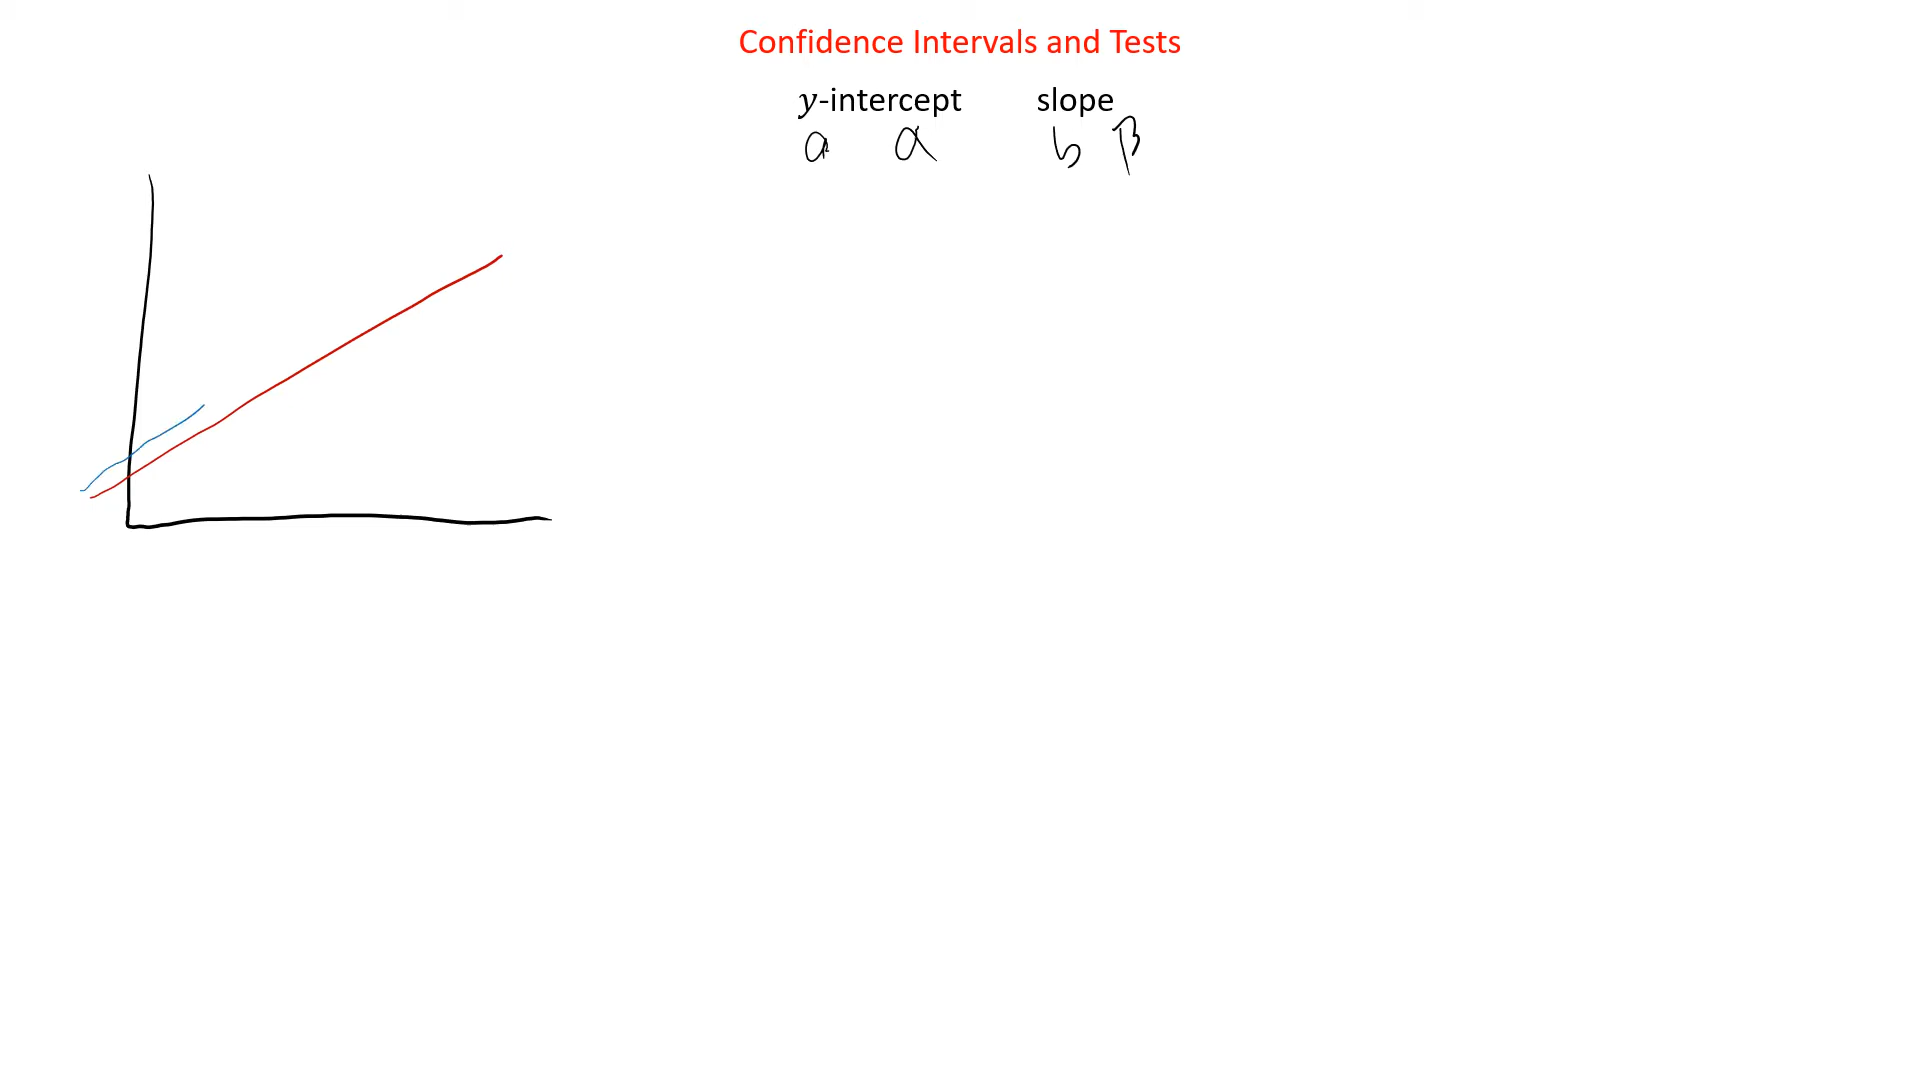 Confidence Intervals and Tests
y-intercept slope
a α b β